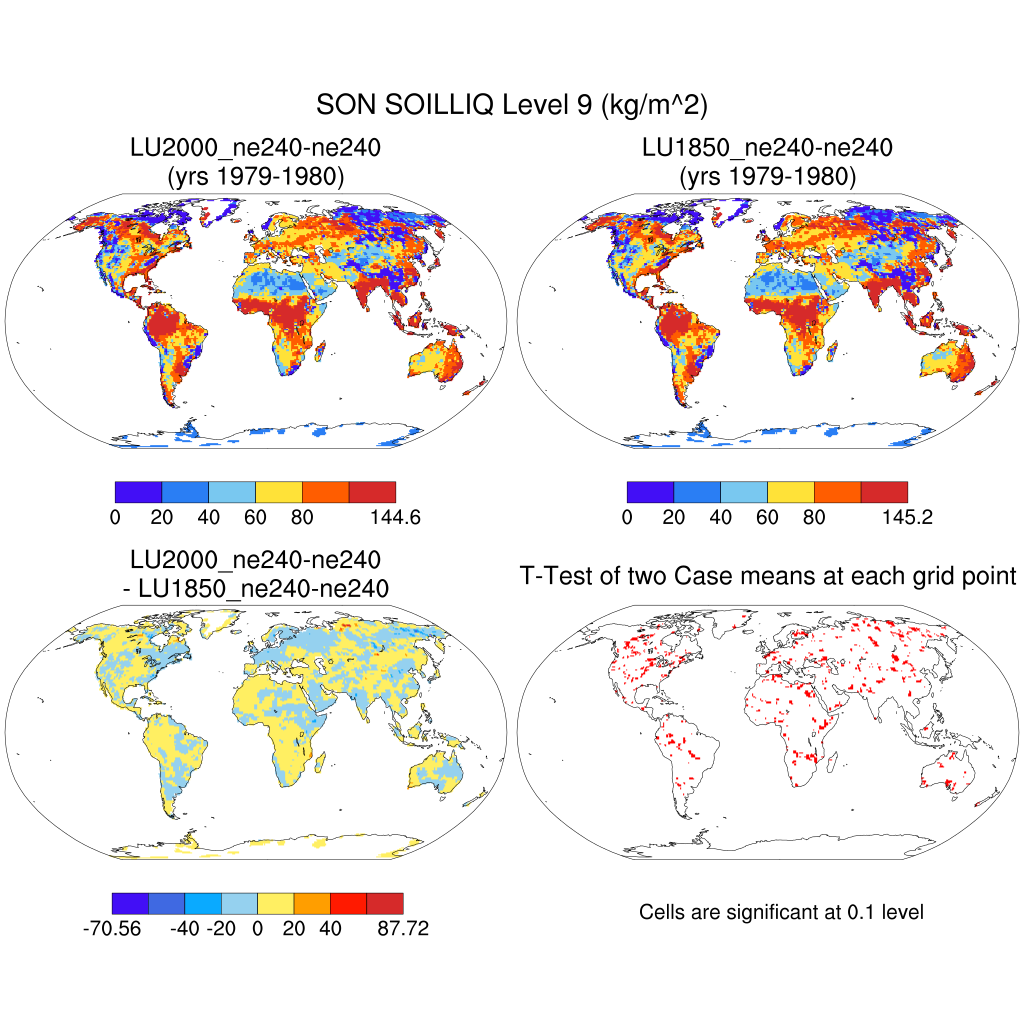 SON SOILLIQ Level 9 (kg/m^2)
LU2000_ne240-ne240
(yrs 1979-1980)
LU1850_ne240-ne240
(yrs 1979-1980)
0 20 40 60 80 144.6
0 20 40 60 80 145.2
LU2000_ne240-ne240
- LU1850_ne240-ne240
T-Test of two Case means at each grid point
-70.56 -40 -20 0 20 40 87.72
Cells are significant at 0.1 level